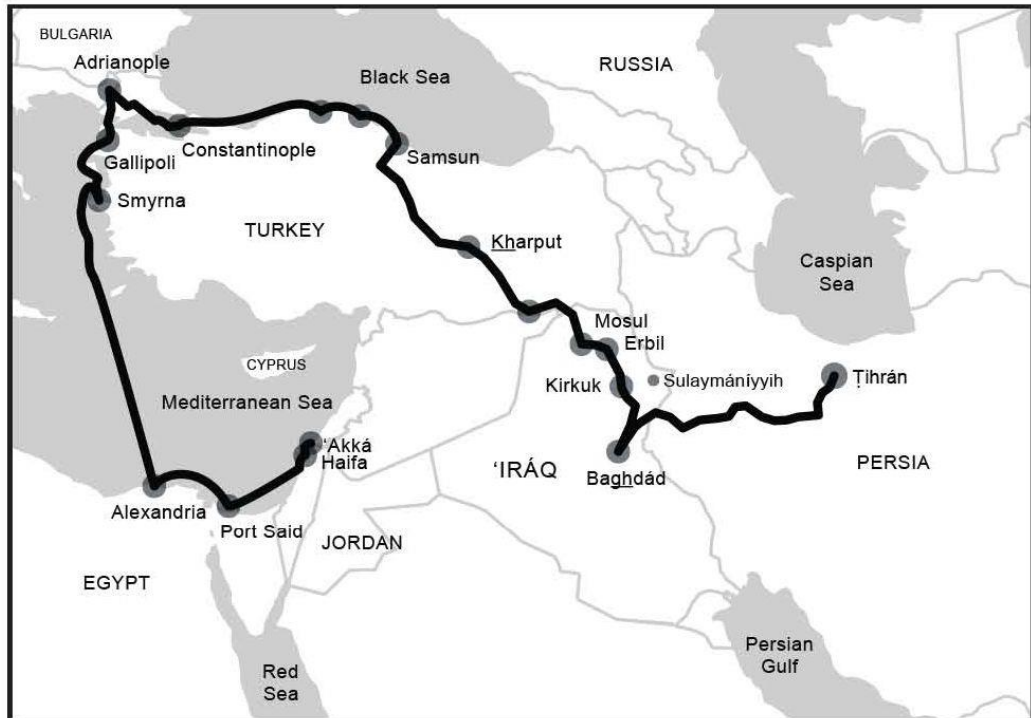 BULGARIA
Adrianople
Black Sea
RUSSIA
Constantinople
Gallipoli
Samsun
Smyrna
TURKEY
Kharput
Caspian
Sea
Mosul
Erbil
CYPRUS
Kirkuk
Sulaymáníyyih
Ṭihrán
Mediterranean Sea
‘Akká
Haifa
‘IRÁQ
PERSIA
Baghdád
Alexandria
Port Said
JORDAN
EGYPT
Persian
Gulf
Red
Sea